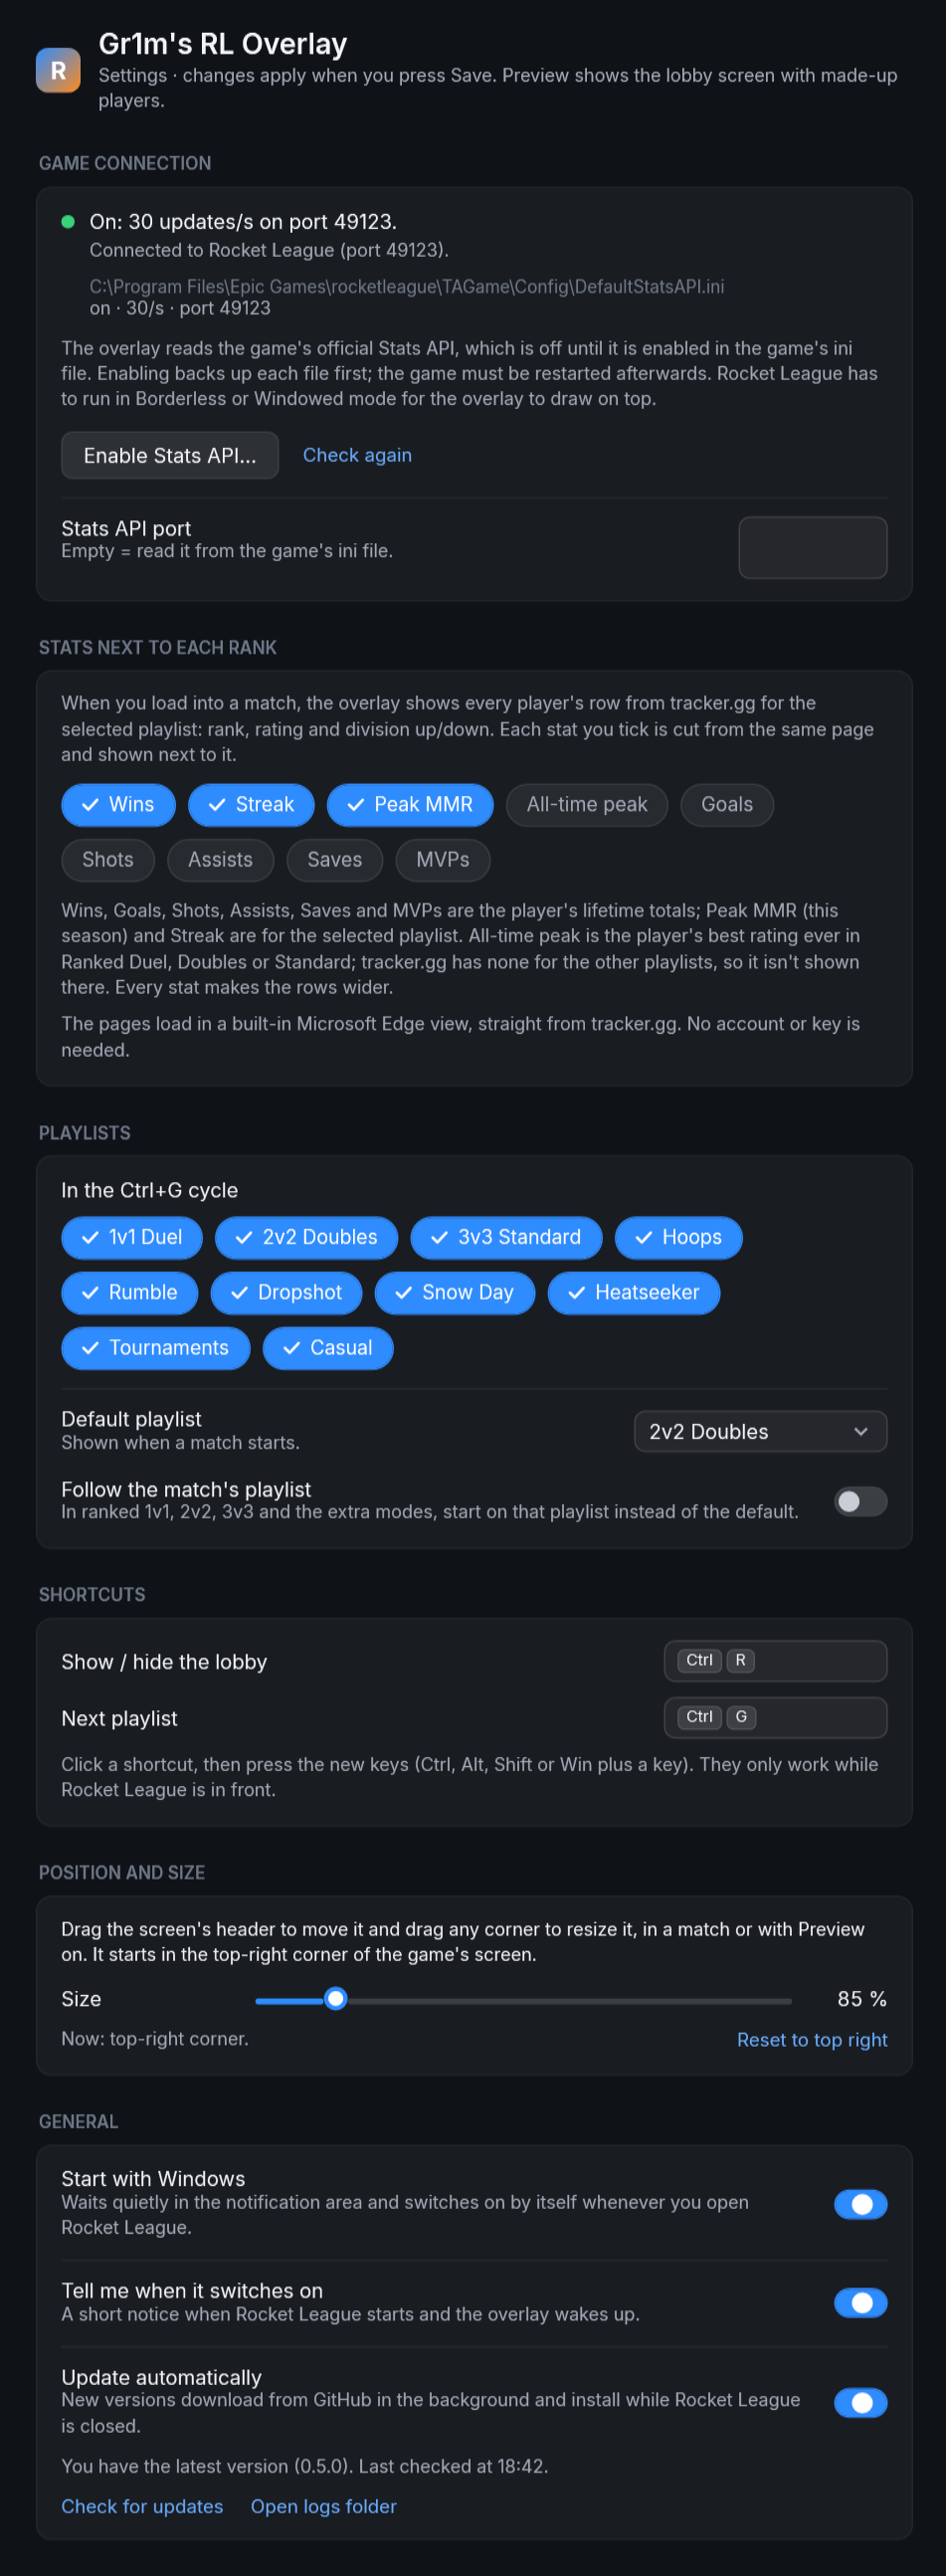 R
Gr1m's RL Overlay
Settings · changes apply when you press Save. Preview shows the lobby screen with made-up
players.
GAME CONNECTION
On: 30 updates/s on port 49123.
Connected to Rocket League (port 49123).
C:\Program Files\Epic Games\rocketleague\TAGame\Config\DefaultStatsAPI.ini
on · 30/s · port 49123
The overlay reads the game's official Stats API, which is off until it is enabled in the game's ini
file. Enabling backs up each file first; the game must be restarted afterwards. Rocket League has
to run in Borderless or Windowed mode for the overlay to draw on top.
Enable Stats API... Check again
Stats API port
Empty = read it from the game's ini file.
STATS NEXT TO EACH RANK
When you load into a match, the overlay shows every player's row from tracker.gg for the
selected playlist: rank, rating and division up/down. Each stat you tick is cut from the same page
and shown next to it.
Wins Streak Peak MMR All-time peak Goals
Shots Assists Saves MVPs
Wins, Goals, Shots, Assists, Saves and MVPs are the player's lifetime totals; Peak MMR (this
season) and Streak are for the selected playlist. All-time peak is the player's best rating ever in
Ranked Duel, Doubles or Standard; tracker.gg has none for the other playlists, so it isn't shown
there. Every stat makes the rows wider.
The pages load in a built-in Microsoft Edge view, straight from tracker.gg. No account or key is
needed.
PLAYLISTS
In the Ctrl+G cycle
1v1 Duel 2v2 Doubles 3v3 Standard Hoops
Rumble Dropshot Snow Day Heatseeker
Tournaments Casual
Default playlist
Shown when a match starts.
2v2 Doubles
Follow the match's playlist
In ranked 1v1, 2v2, 3v3 and the extra modes, start on that playlist instead of the default.
SHORTCUTS
Show / hide the lobby Ctrl R
Next playlist Ctrl G
Click a shortcut, then press the new keys (Ctrl, Alt, Shift or Win plus a key). They only work while
Rocket League is in front.
POSITION AND SIZE
Drag the screen's header to move it and drag any corner to resize it, in a match or with Preview
on. It starts in the top-right corner of the game's screen.
Size 85 %
Now: top-right corner. Reset to top right
GENERAL
Start with Windows
Waits quietly in the notification area and switches on by itself whenever you open
Rocket League.
Tell me when it switches on
A short notice when Rocket League starts and the overlay wakes up.
Update automatically
New versions download from GitHub in the background and install while Rocket League
is closed.
You have the latest version (0.5.0). Last checked at 18:42.
Check for updates Open logs folder